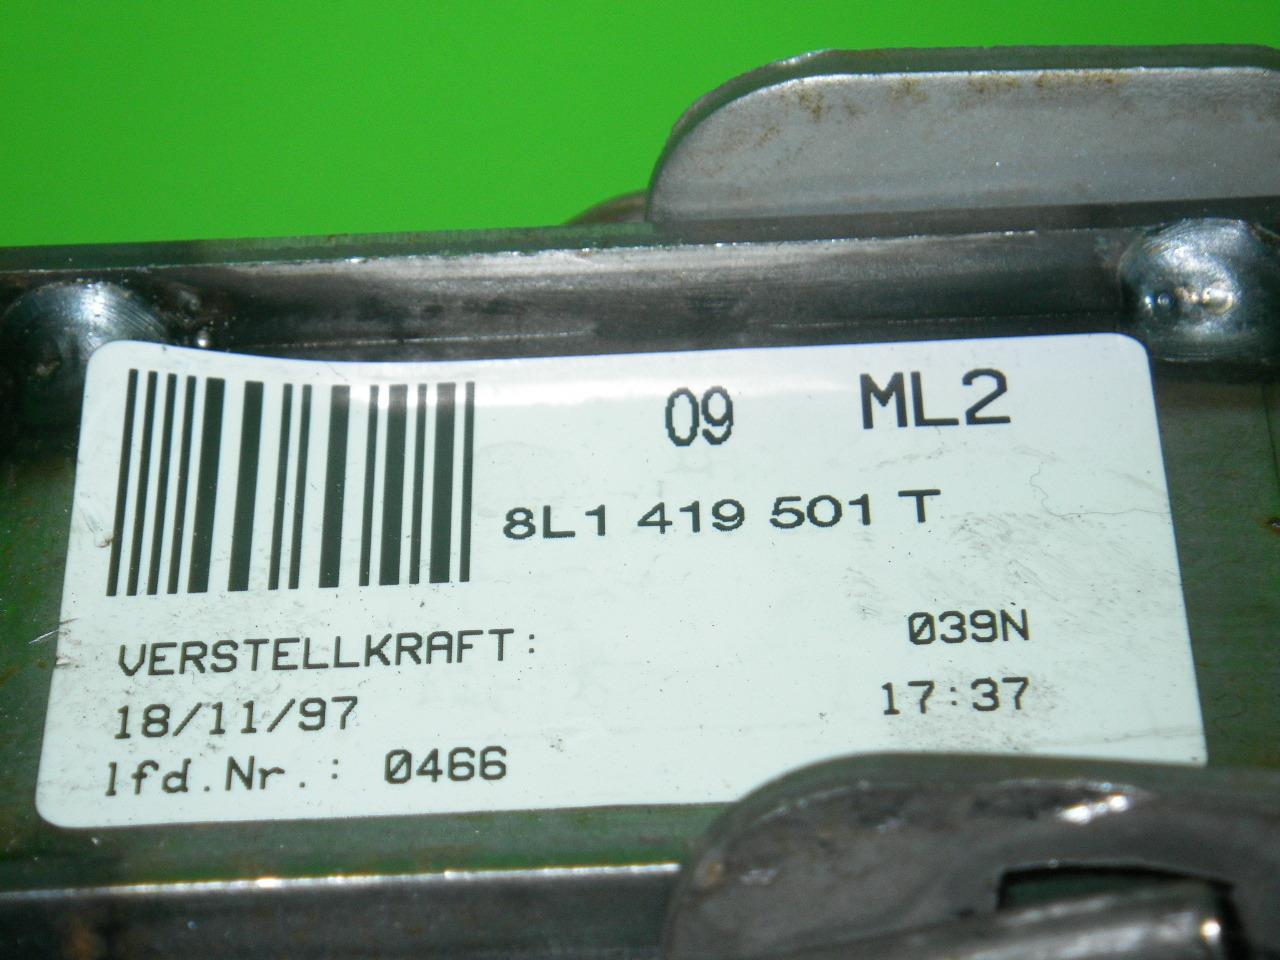 09 ML2
8L1 419 501 T
VERSTELLKRAFT: 039N
18/11/97 17:37
lfd.Nr.: 0466